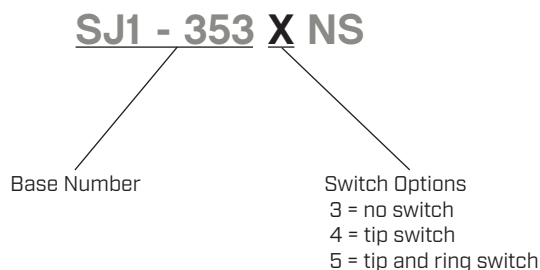 SJ1 - 353 X NS
Base Number
Switch Options
3 = no switch
4 = tip switch
5 = tip and ring switch